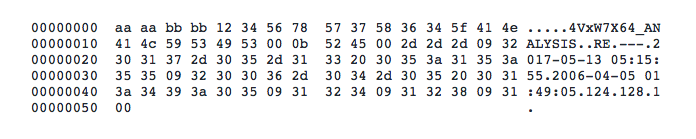 00000000  aa aa bb bb 12 34 56 78  57 37 58 36 34 5f 41 4e  .....4VxW7X64_AN
00000010  41 4c 59 53 49 53 00 0b  52 45 00 2d 2d 2d 09 32  ALYSIS..RE.---.2
00000020  30 31 37 2d 30 35 2d 31  33 20 30 35 3a 31 35 3a  017-05-13 05:15:
00000030  35 35 09 32 30 30 36 2d  30 34 2d 30 35 20 30 31  55.2006-04-05 01
00000040  3a 34 39 3a 30 35 09 31  32 34 09 31 32 38 09 31  :49:05.124.128.1
00000050  00                                                .